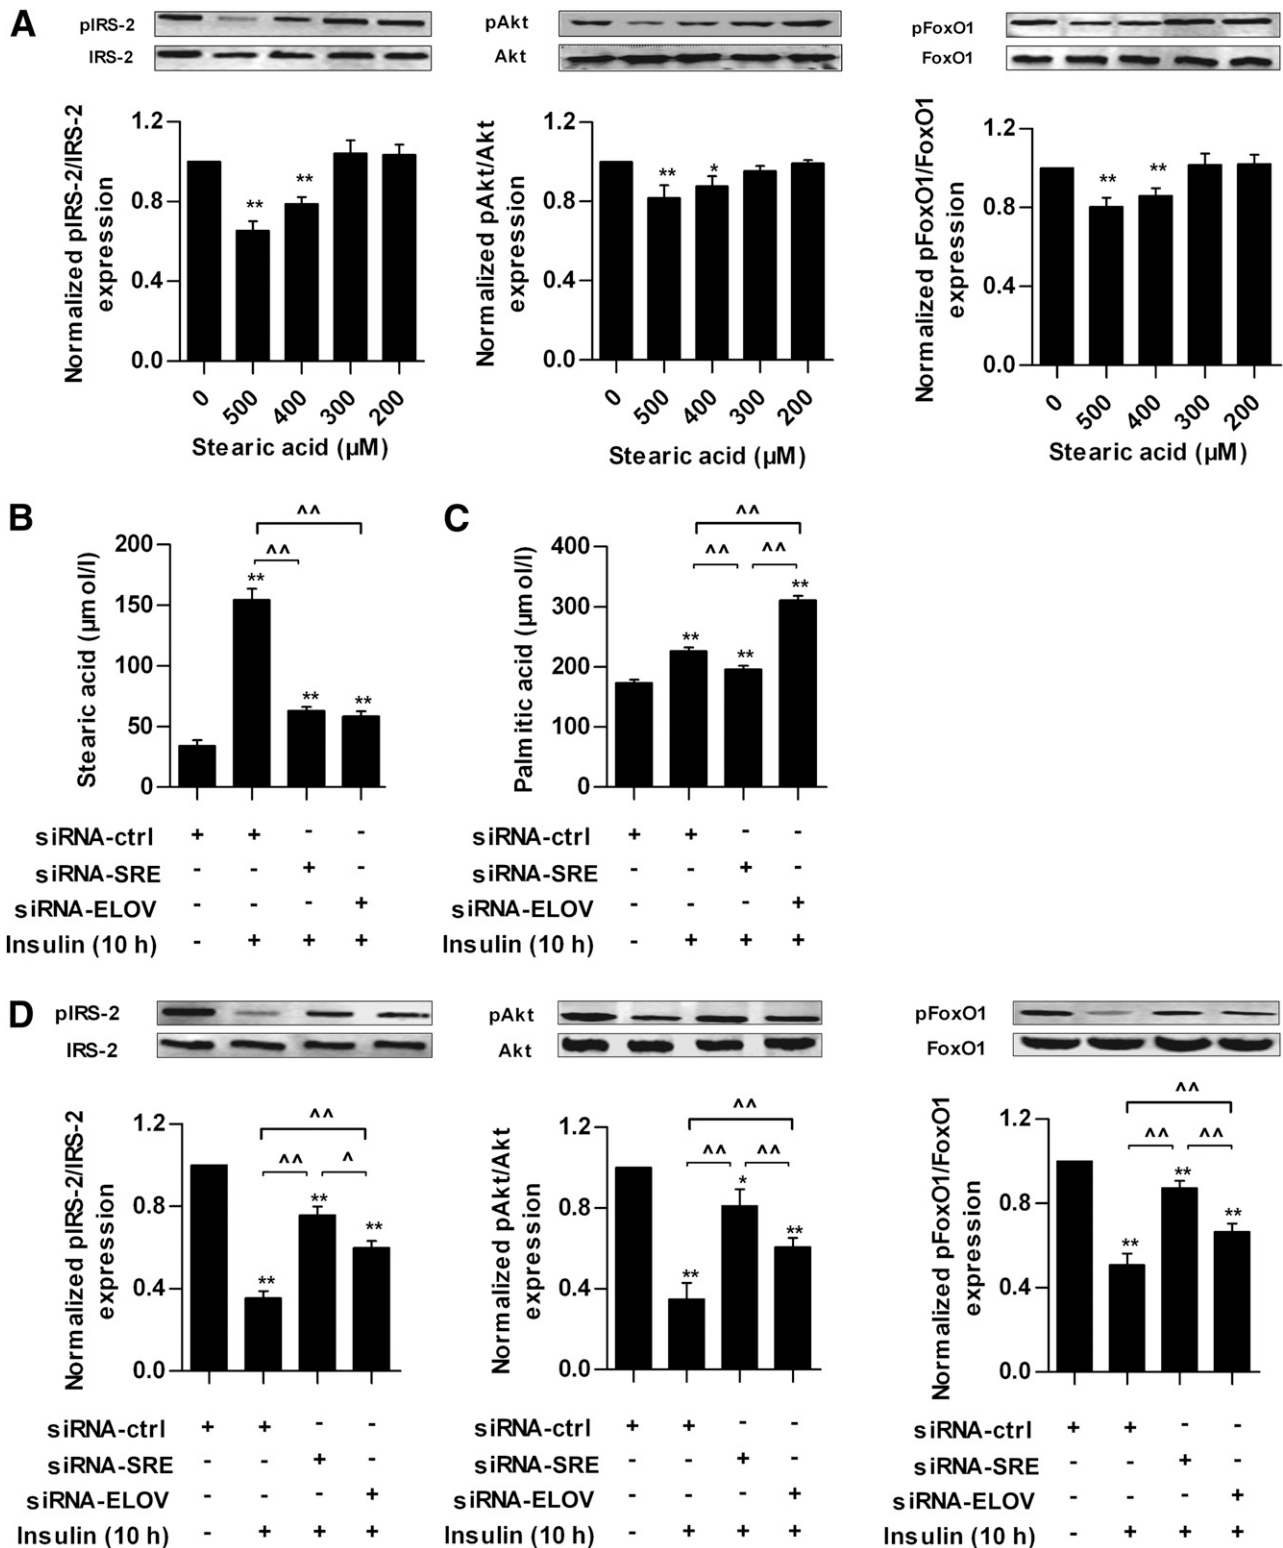 A
pIRS-2
IRS-2
Normalized pIRS-2/IRS-2
expression
1.2
0.8
0.4
0.0
** **
0 500 400 300 200
Stearic acid (µM)
pAkt
Akt
Normalized pAkt/Akt
expression
1.2
0.8
0.4
0.0
** *
0 500 400 300 200
Stearic acid (µM)
pFoxO1
FoxO1
Normalized pFoxO1/FoxO1
expression
1.2
0.8
0.4
0.0
** **
0 500 400 300 200
Stearic acid (µM)
B
Stearic acid (µmol/l)
200
150
100
50
0
^^
^^
** ** **
siRNA-ctrl + + - -
siRNA-SRE - - + -
siRNA-ELOV - - - +
Insulin (10 h) - + + +
C
Palmitic acid (µmol/l)
400
300
200
100
0
^^
^^ ^^
** ** **
siRNA-ctrl + + - -
siRNA-SRE - - + -
siRNA-ELOV - - - +
Insulin (10 h) - + + +
D
pIRS-2
IRS-2
Normalized pIRS-2/IRS-2
expression
1.2
0.8
0.4
0.0
^^
^^ ^
** ** **
siRNA-ctrl + + - -
siRNA-SRE - - + -
siRNA-ELOV - - - +
Insulin (10 h) - + + +
pAkt
Akt
Normalized pAkt/Akt
expression
1.2
0.8
0.4
0.0
^^
^^ ^^
** * **
siRNA-ctrl + + - -
siRNA-SRE - - + -
siRNA-ELOV - - - +
Insulin (10 h) - + + +
pFoxO1
FoxO1
Normalized pFoxO1/FoxO1
expression
1.2
0.8
0.4
0.0
^^
^^ ^^
** ** **
siRNA-ctrl + + - -
siRNA-SRE - - + -
siRNA-ELOV - - - +
Insulin (10 h) - + + +